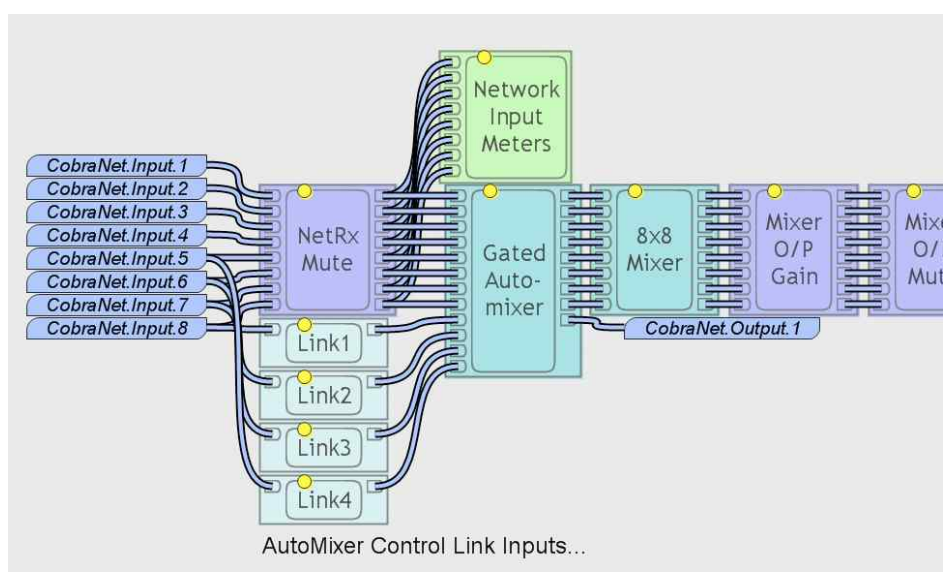 Network
Input
Meters
CobraNet.Input.1
CobraNet.Input.2
CobraNet.Input.3
CobraNet.Input.4
CobraNet.Input.5
CobraNet.Input.6
CobraNet.Input.7
CobraNet.Input.8
NetRx
Mute
Gated
Auto-
mixer
8x8
Mixer
Mixer
O/P
Gain
CobraNet.Output.1
Link1
Link2
Link3
Link4
AutoMixer Control Link Inputs...